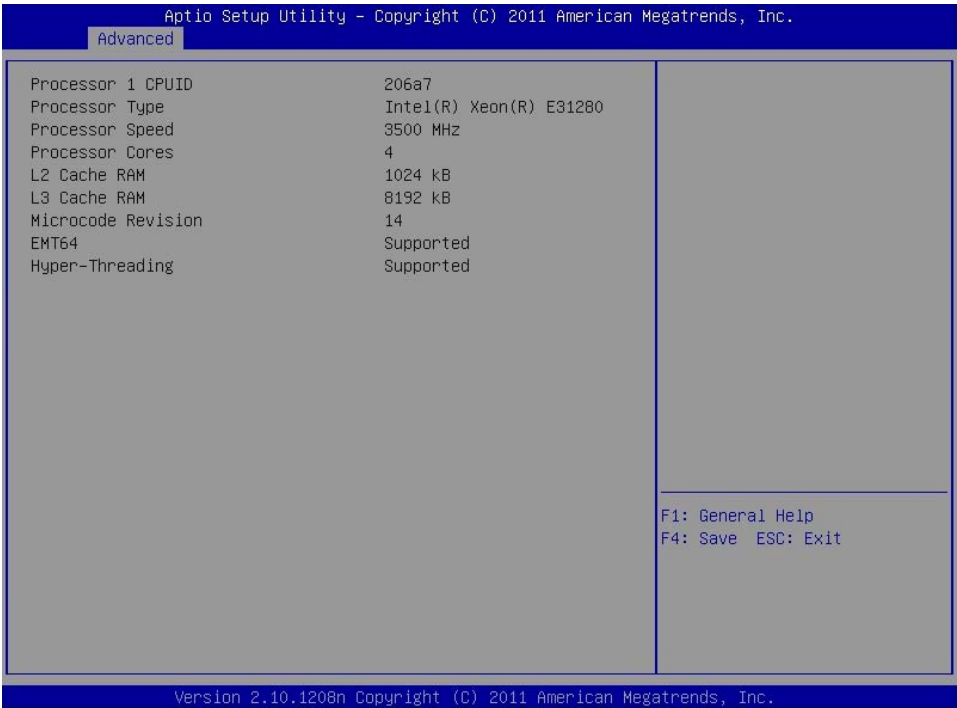 Aptio Setup Utility – Copyright (C) 2011 American Megatrends, Inc.
Advanced
Processor 1 CPUID 206a7
Processor Type Intel(R) Xeon(R) E31280
Processor Speed 3500 MHz
Processor Cores 4
L2 Cache RAM 1024 kB
L3 Cache RAM 8192 kB
Microcode Revision 14
EMT64 Supported
Hyper-Threading Supported
F1: General Help
F4: Save ESC: Exit
Version 2.10.1208n Copyright (C) 2011 American Megatrends, Inc.